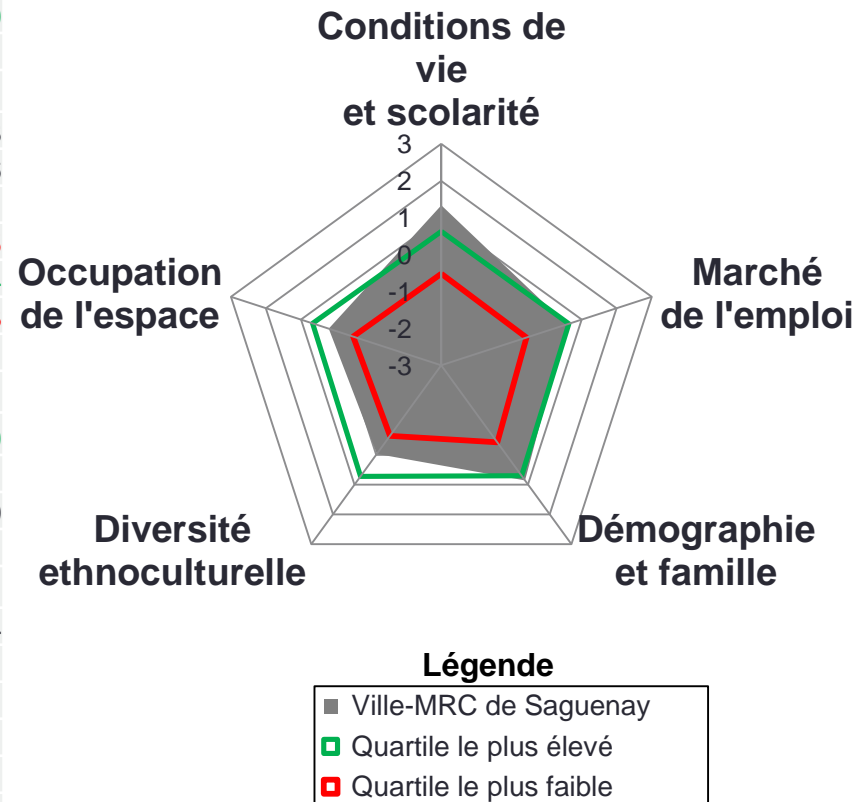 Conditions de
vie
et scolarité
3
2
1
0
-1
-2
-3
Occupation
de l'espace
Marché
de l'emploi
Diversité
ethnoculturelle
Démographie
et famille
Légende
Ville-MRC de Saguenay
Quartile le plus élevé
Quartile le plus faible